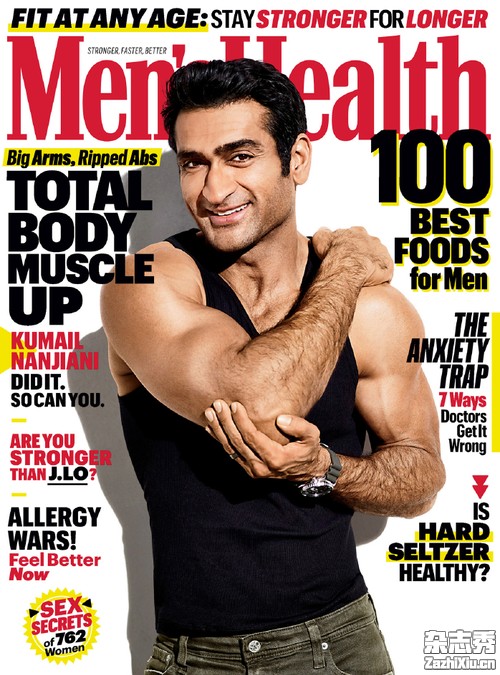 FIT AT ANY AGE: STAY STRONGER FOR LONGER
STRONGER, FASTER, BETTER
Men's Health
Big Arms, Ripped Abs
TOTAL
BODY
MUSCLE
UP
KUMAIL
NANJIANI
DID IT.
SO CAN YOU.
ARE YOU
STRONGER
THAN J.LO?
ALLERGY
WARS!
Feel Better
Now
SEX
SECRETS
of 762
Women
100
BEST
FOODS
for Men
THE
ANXIETY
TRAP
7 Ways
Doctors
Get It
Wrong
IS
HARD
SELTZER
HEALTHY?
杂志秀
ZaZhiXiu.cn